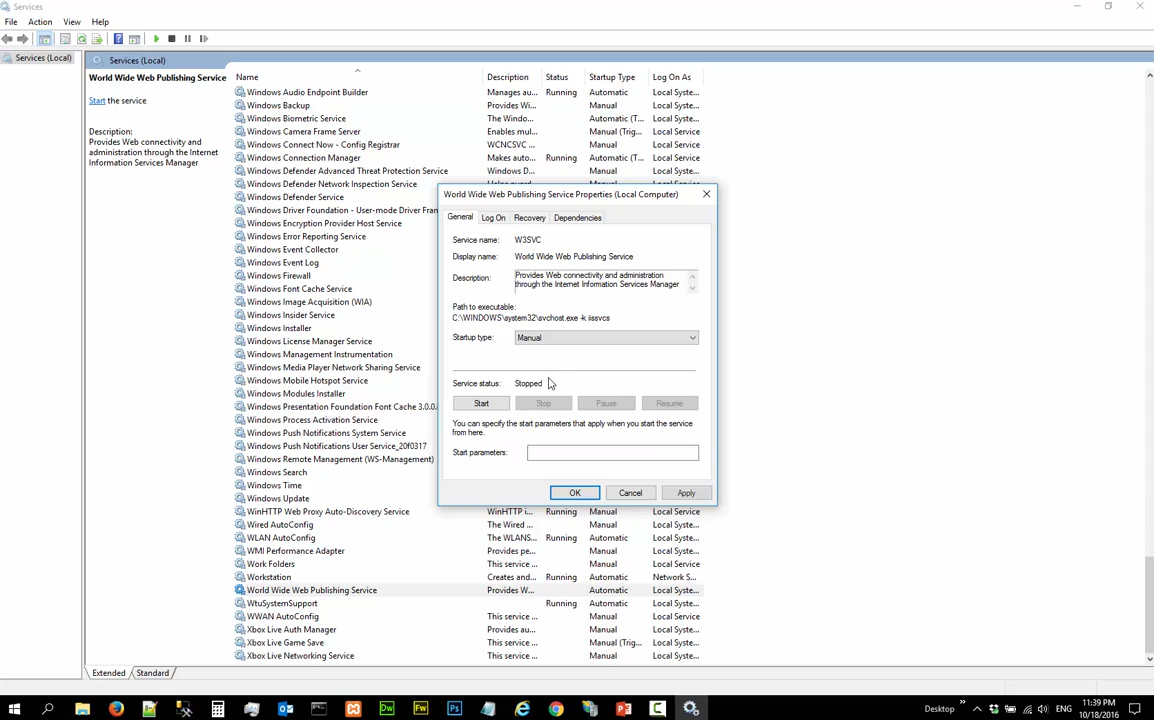 Services
File Action View Help
Services (Local)
Services (Local)
World Wide Web Publishing Service
Start the service
Description:
Provides Web connectivity and
administration through the Internet
Information Services Manager
Name Description Status Startup Type Log On As
Windows Audio Endpoint Builder Manages au... Running Automatic Local Syste...
Windows Backup Provides Wi... Manual Local Syste...
Windows Biometric Service The Windo... Automatic (T... Local Syste...
Windows Camera Frame Server Enables mul... Manual (Trig... Local Service
Windows Connect Now - Config Registrar WCNCSVC ... Manual Local Service
Windows Connection Manager Makes auto... Running Automatic (T... Local Service
Windows Defender Advanced Threat Protection Service Windows D... Manual Local Syste...
Windows Defender Network Inspection Service Manual Local Service
Windows Defender Service
Windows Driver Foundation - User-mode Driver Fram
Windows Encryption Provider Host Service
Windows Error Reporting Service
Windows Event Collector
Windows Event Log
Windows Firewall
Windows Font Cache Service
Windows Image Acquisition (WIA)
Windows Insider Service
Windows Installer
Windows License Manager Service
Windows Management Instrumentation
Windows Media Player Network Sharing Service
Windows Mobile Hotspot Service
Windows Modules Installer
Windows Presentation Foundation Font Cache 3.0.0.
Windows Process Activation Service
Windows Push Notifications System Service
Windows Push Notifications User Service_20f0317
Windows Remote Management (WS-Management)
Windows Search
Windows Time
Windows Update
WinHTTP Web Proxy Auto-Discovery Service WinHTTP i... Running Manual Local Service
Wired AutoConfig The Wired ... Manual Local Syste...
WLAN AutoConfig The WLANS... Automatic Local Syste...
WMI Performance Adapter Provides pe... Manual Local Syste...
Work Folders This service ... Manual Local Service
Workstation Creates and... Running Automatic Network S...
World Wide Web Publishing Service Provides W... Automatic Local Syste...
WtuSystemSupport Running Automatic Local Syste...
WWAN AutoConfig This service ... Manual Local Service
Xbox Live Auth Manager Provides au... Manual Local Syste...
Xbox Live Game Save This service ... Manual (Trig... Local Syste...
Xbox Live Networking Service This service ... Manual Local Syste...
Extended Standard
World Wide Web Publishing Service Properties (Local Computer)
General Log On Recovery Dependencies
Service name: W3SVC
Display name: World Wide Web Publishing Service
Description: Provides Web connectivity and administration
through the Internet Information Services Manager
Path to executable:
C:\WINDOWS\system32\svchost.exe -k iissvcs
Startup type: Manual
Service status: Stopped
Start Stop Pause Resume
You can specify the start parameters that apply when you start the service
from here.
Start parameters:
OK Cancel Apply
Desktop ENG 11:39 PM
10/18/2016